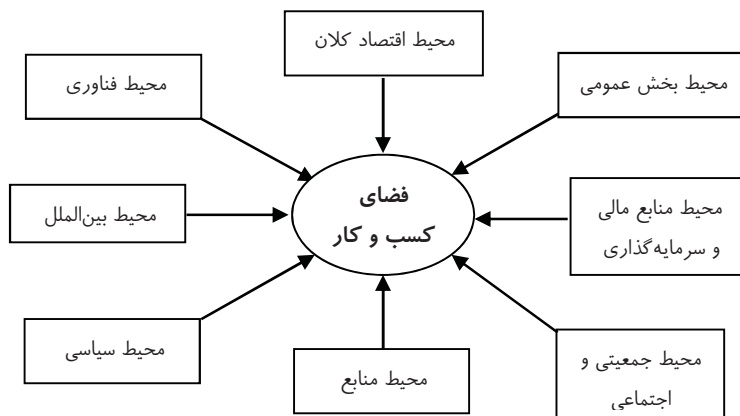 محیط اقتصاد کلان
محیط بخش عمومی
محیط فناوری
فضای
کسب و کار
محیط منابع مالی
و سرمایه‌گذاری
محیط بین‌الملل
محیط جمعیتی و
اجتماعی
محیط منابع
محیط سیاسی